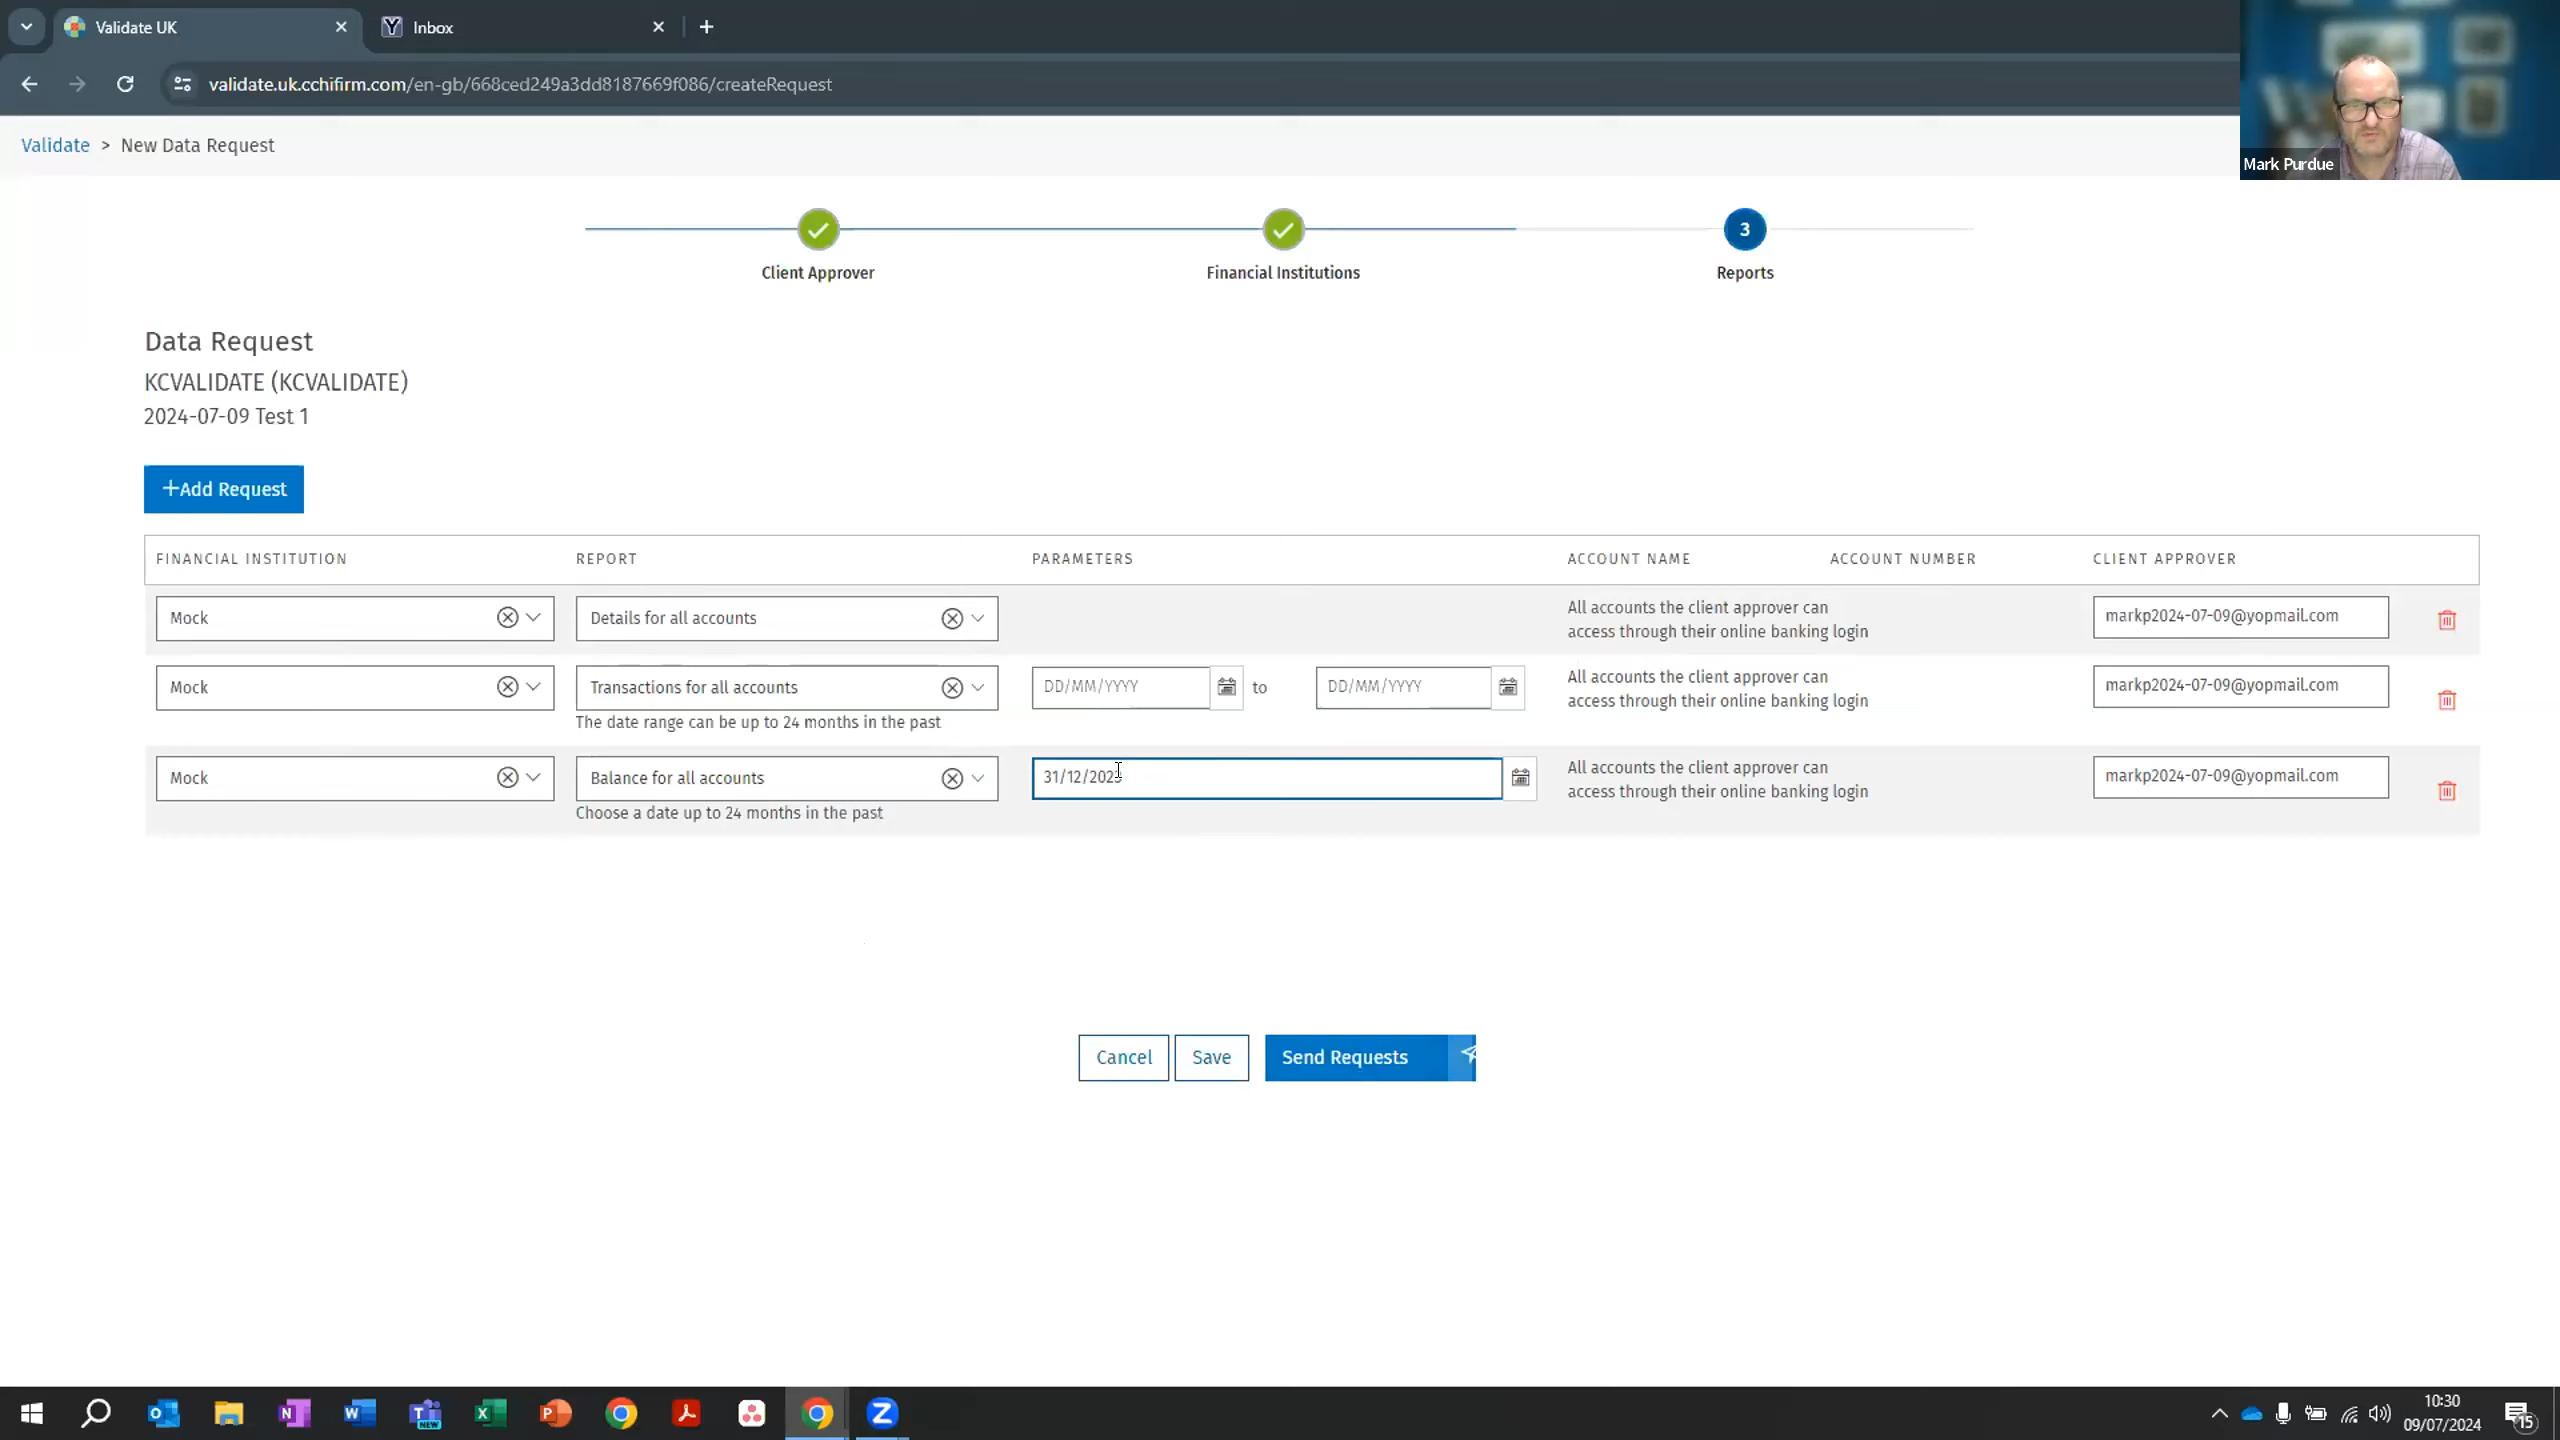 Validate UK
Inbox
validate.uk.cchifirm.com/en-gb/668ced249a3dd8187669f086/createRequest
Mark Purdue
Validate > New Data Request
3
Client Approver
Financial Institutions
Reports
Data Request
KCVALIDATE (KCVALIDATE)
2024-07-09 Test 1
+Add Request
FINANCIAL INSTITUTION REPORT PARAMETERS ACCOUNT NAME ACCOUNT NUMBER CLIENT APPROVER
Mock
Details for all accounts
All accounts the client approver can
access through their online banking login
markp2024-07-09@yopmail.com
Mock
Transactions for all accounts
The date range can be up to 24 months in the past
DD/MM/YYYY to DD/MM/YYYY
All accounts the client approver can
access through their online banking login
markp2024-07-09@yopmail.com
Mock
Balance for all accounts
Choose a date up to 24 months in the past
31/12/2023
All accounts the client approver can
access through their online banking login
markp2024-07-09@yopmail.com
Cancel
Save
Send Requests
10:30
09/07/2024
15